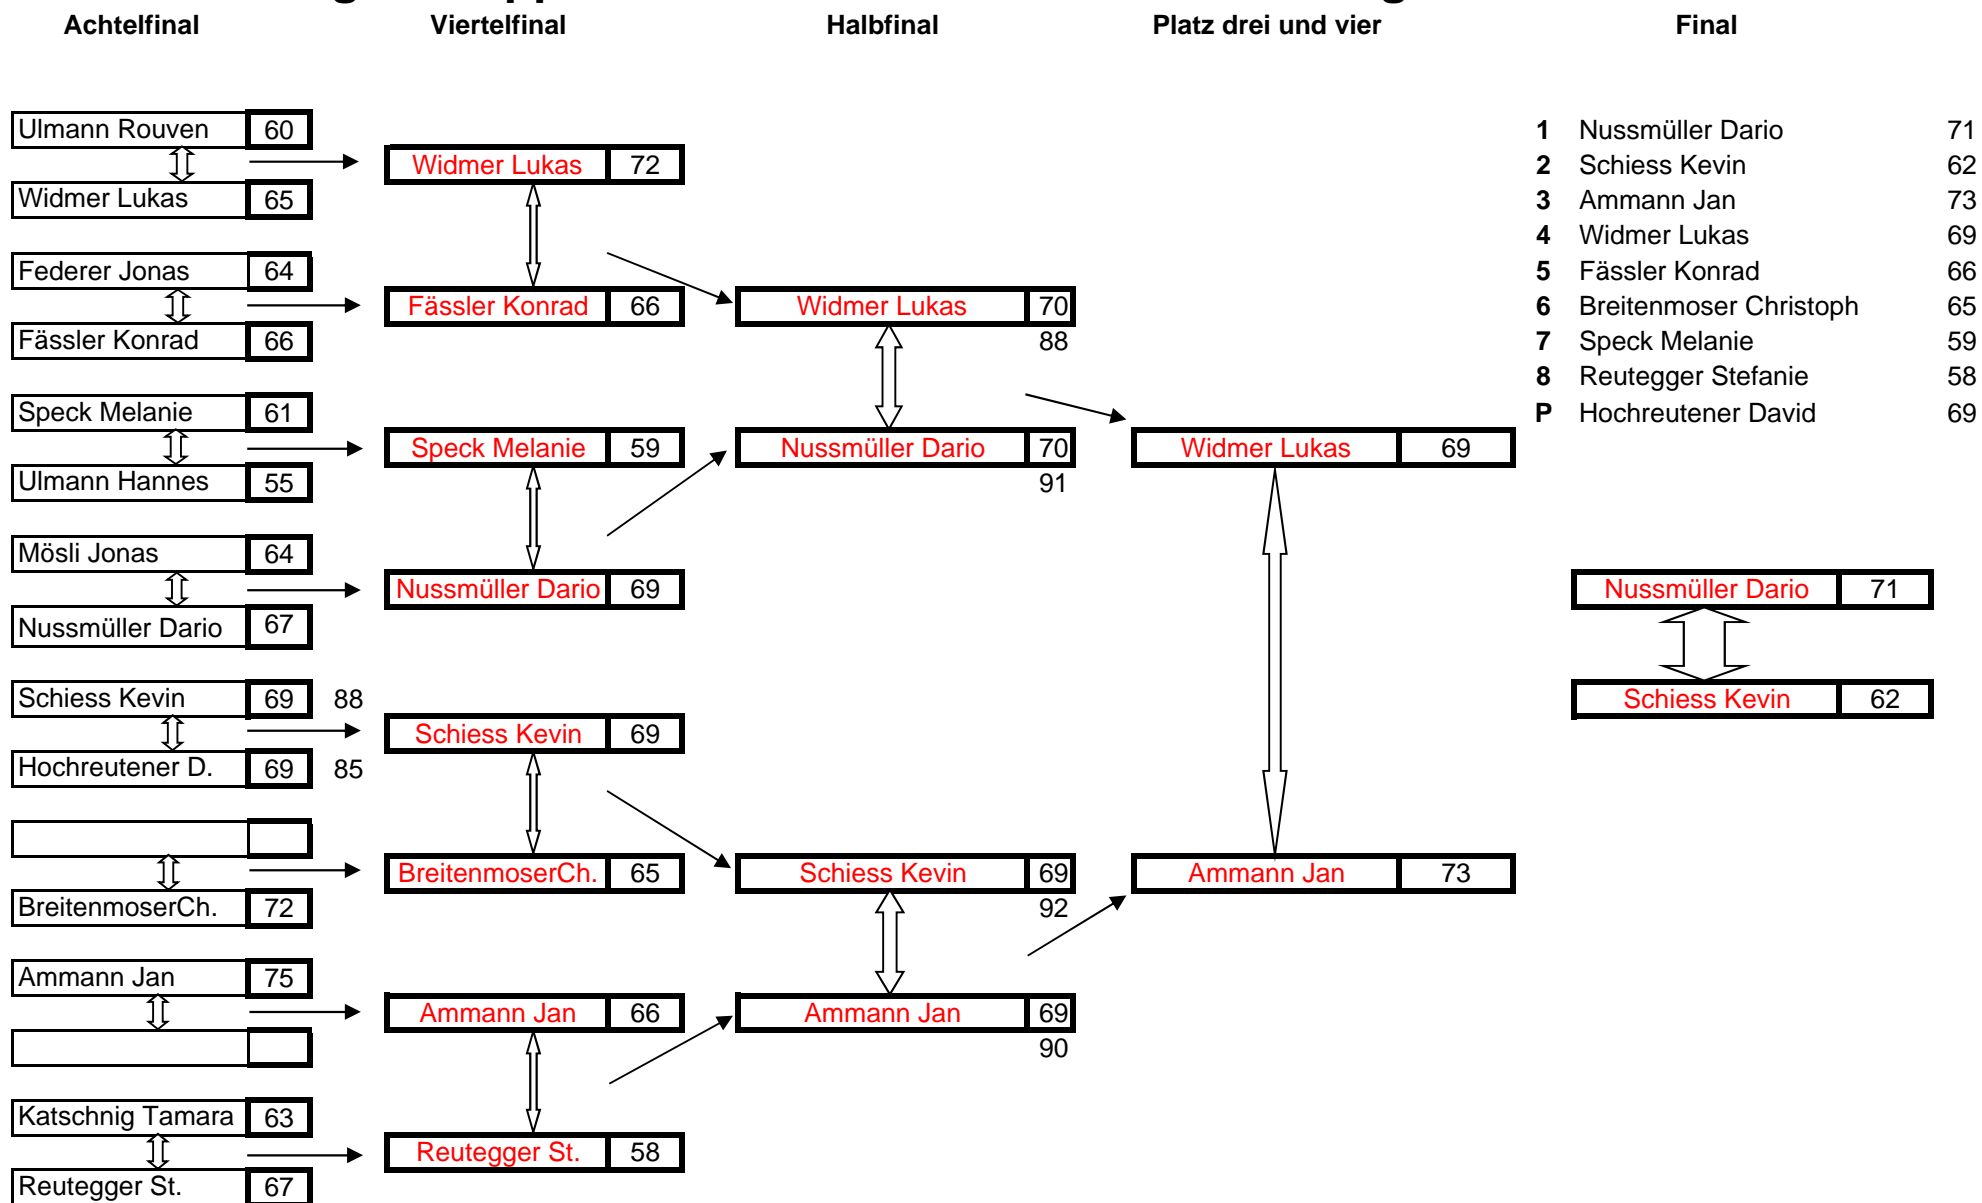 Achtelfinal Viertelfinal Halbfinal Platz drei und vier Final
Ulmann Rouven 60
Widmer Lukas 65
Federer Jonas 64
Fässler Konrad 66
Speck Melanie 61
Ulmann Hannes 55
Mösli Jonas 64
Nussmüller Dario 67
Schiess Kevin 69 88
Hochreutener D. 69 85
BreitenmoserCh. 72
Ammann Jan 75
Katschnig Tamara 63
Reutegger St. 67
Widmer Lukas 72
Fässler Konrad 66
Speck Melanie 59
Nussmüller Dario 69
Schiess Kevin 69
BreitenmoserCh. 65
Ammann Jan 66
Reutegger St. 58
Widmer Lukas 70
88
Nussmüller Dario 70
91
Schiess Kevin 69
92
Ammann Jan 69
90
Widmer Lukas 69
Ammann Jan 73
1 Nussmüller Dario 71
2 Schiess Kevin 62
3 Ammann Jan 73
4 Widmer Lukas 69
5 Fässler Konrad 66
6 Breitenmoser Christoph 65
7 Speck Melanie 59
8 Reutegger Stefanie 58
P Hochreutener David 69
Nussmüller Dario 71
Schiess Kevin 62